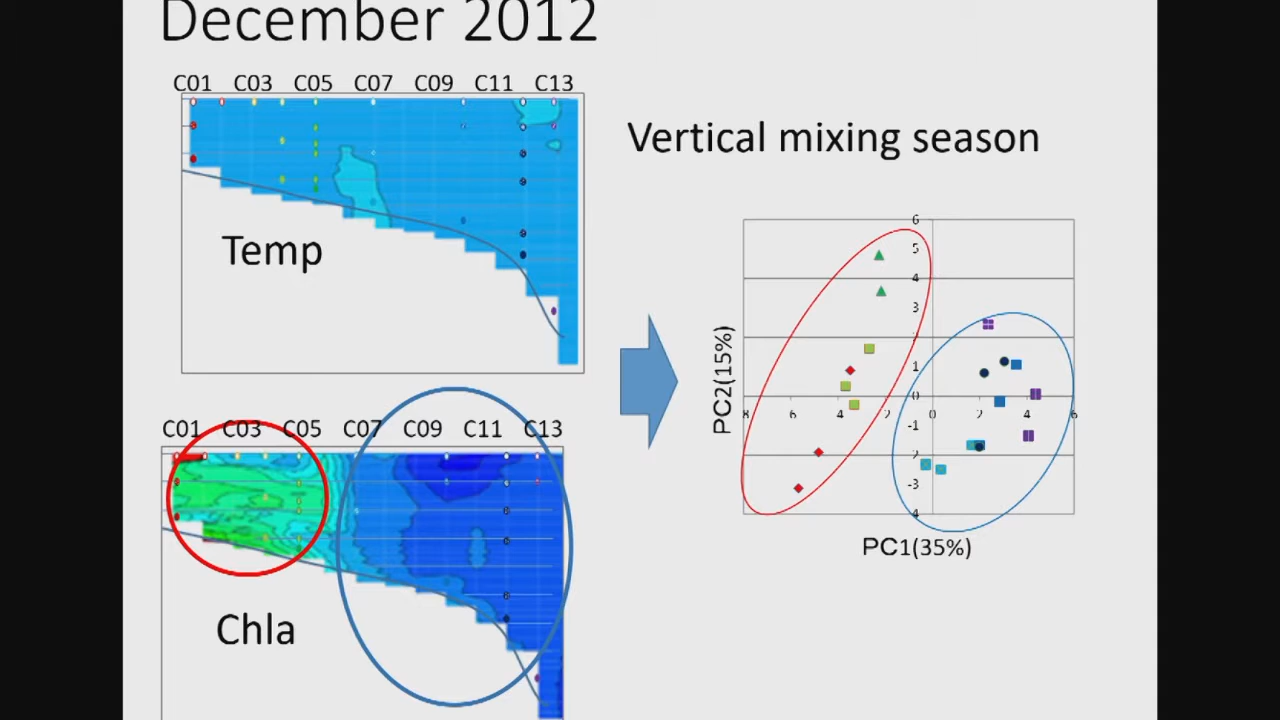 December 2012
C01 C03 C05 C07 C09 C11 C13
Temp
Vertical mixing season
C01 C03 C05 C07 C09 C11 C13
Chla
6
5
4
3
1
0
6
4
2
0
2
4
6
-1
-3
4
PC2(15%)
PC1(35%)